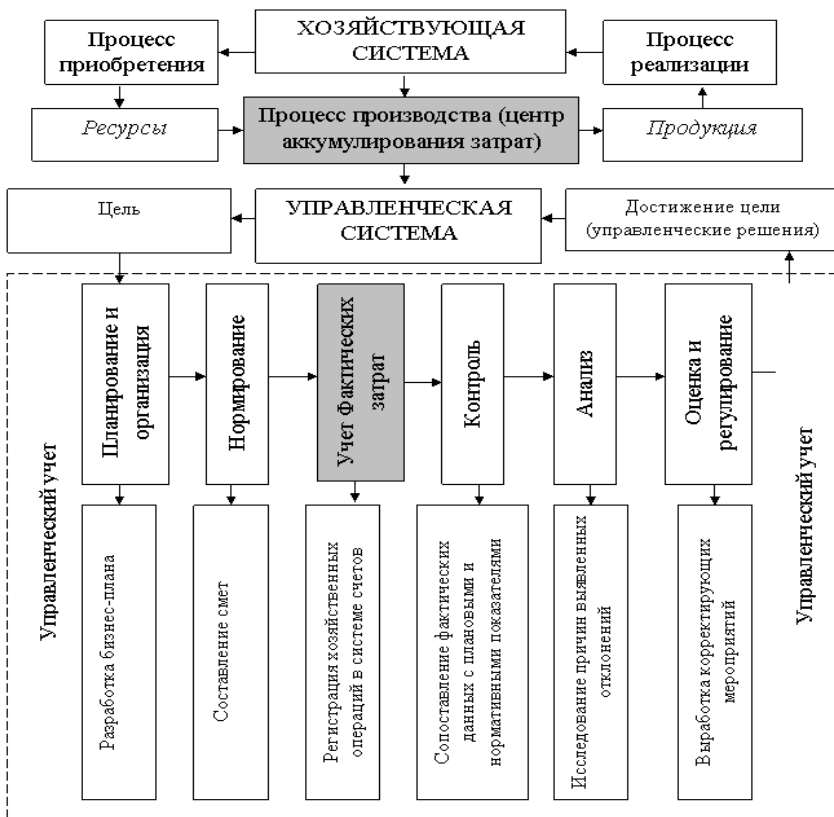 Процесс
приобретения
ХОЗЯЙСТВУЮЩАЯ
СИСТЕМА
Процесс
реализации
Ресурсы
Процесс производства (центр
аккумулирования затрат)
Продукция
Цель
УПРАВЛЕНЧЕСКАЯ
СИСТЕМА
Достижение цели
(управленческие решения)
Управленческий учет
Планирование и
организация
Нормирование
Учет Фактических
затрат
Контроль
Анализ
Оценка и
регулирование
Управленческий учет
Разработка бизнес-плана
Составление смет
Регистрация хозяйственных
операций в системе счетов
Сопоставление фактических
данных с плановыми и
нормативными показателями
Исследование причин выявленных
отклонений
Выработка корректирующих
мероприятий